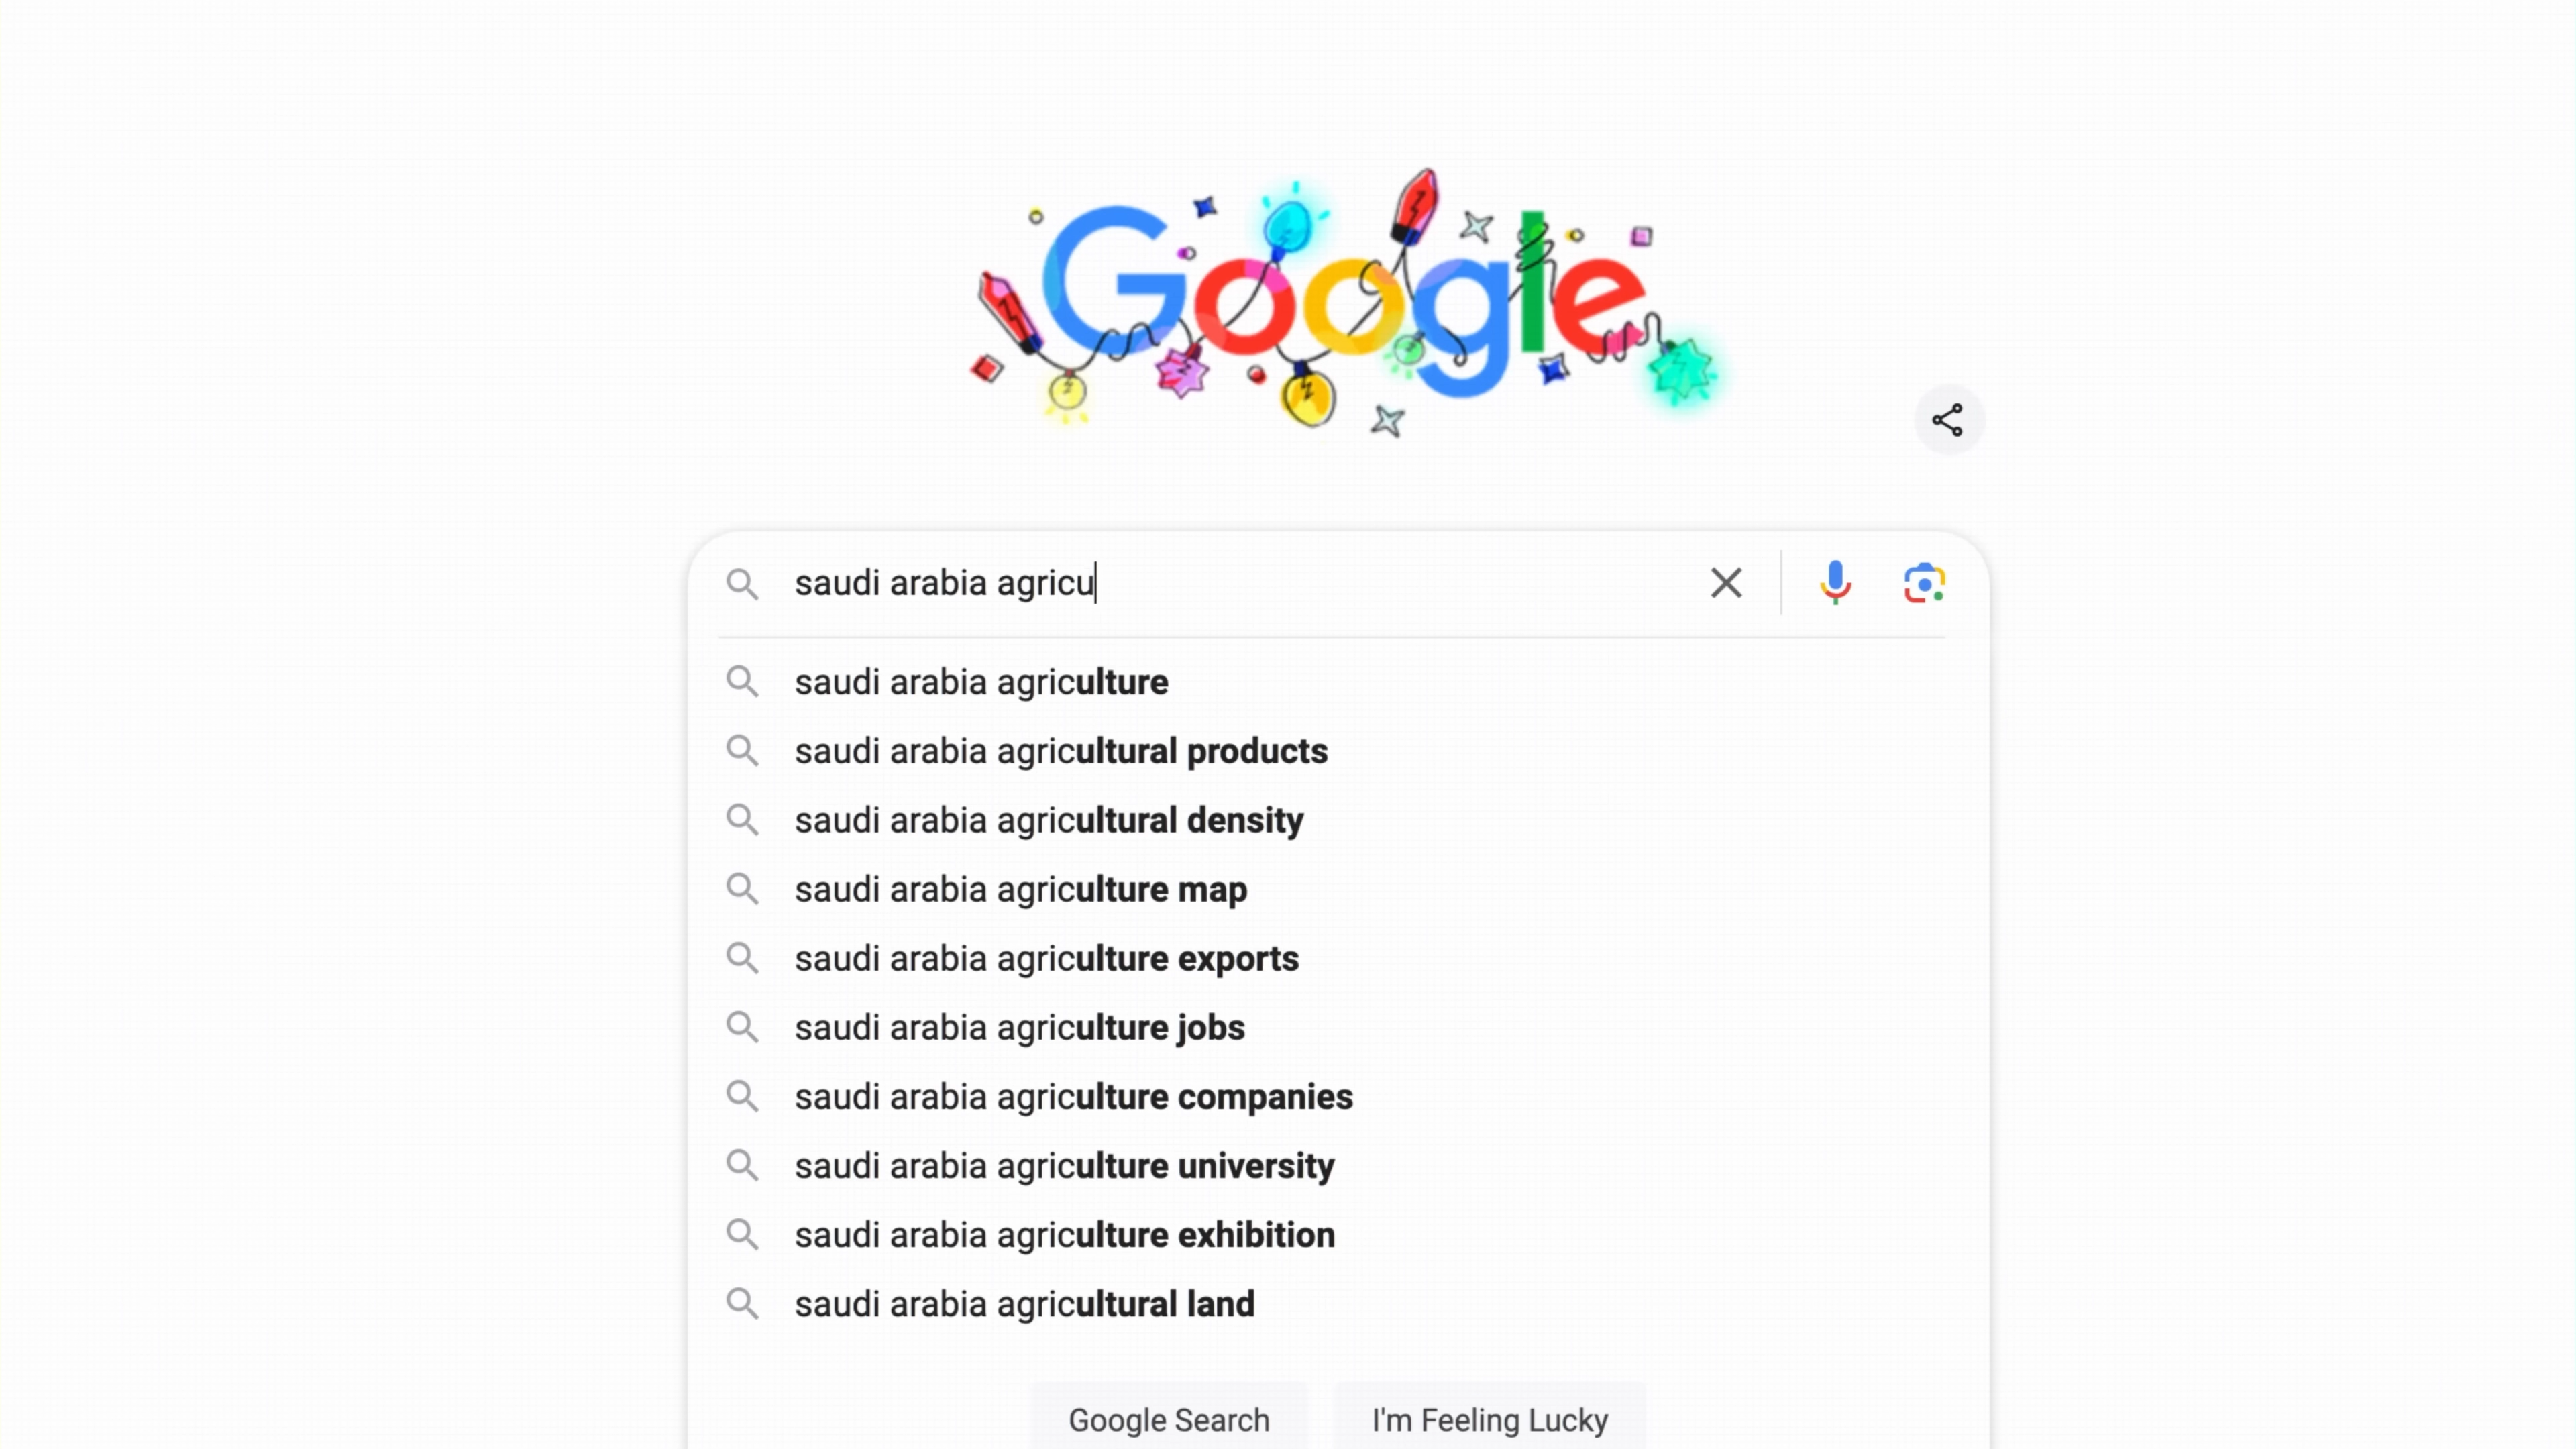 Google
saudi arabia agricu
saudi arabia agriculture
saudi arabia agricultural products
saudi arabia agricultural density
saudi arabia agriculture map
saudi arabia agriculture exports
saudi arabia agriculture jobs
saudi arabia agriculture companies
saudi arabia agriculture university
saudi arabia agriculture exhibition
saudi arabia agricultural land
Google Search I'm Feeling Lucky